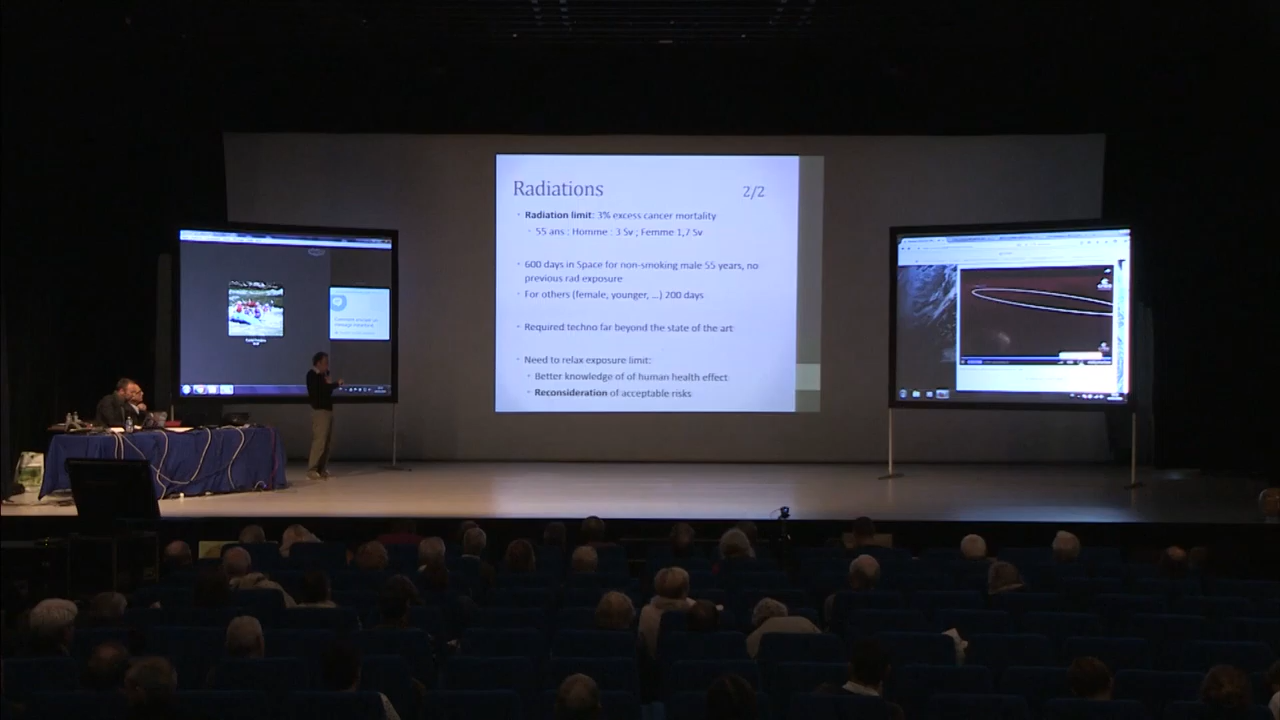 Radiations 2/2
Radiation limit: 3% excess cancer mortality
55 ans : Homme : 3 Sv ; Femme 1,7 Sv
600 days in Space for non-smoking male 55 years, no
previous rad exposure
For others (female, younger, ...) 200 days
Required techno far beyond the state of the art
Need to relax exposure limit:
Better knowledge of of human health effect
Reconsideration of acceptable risks